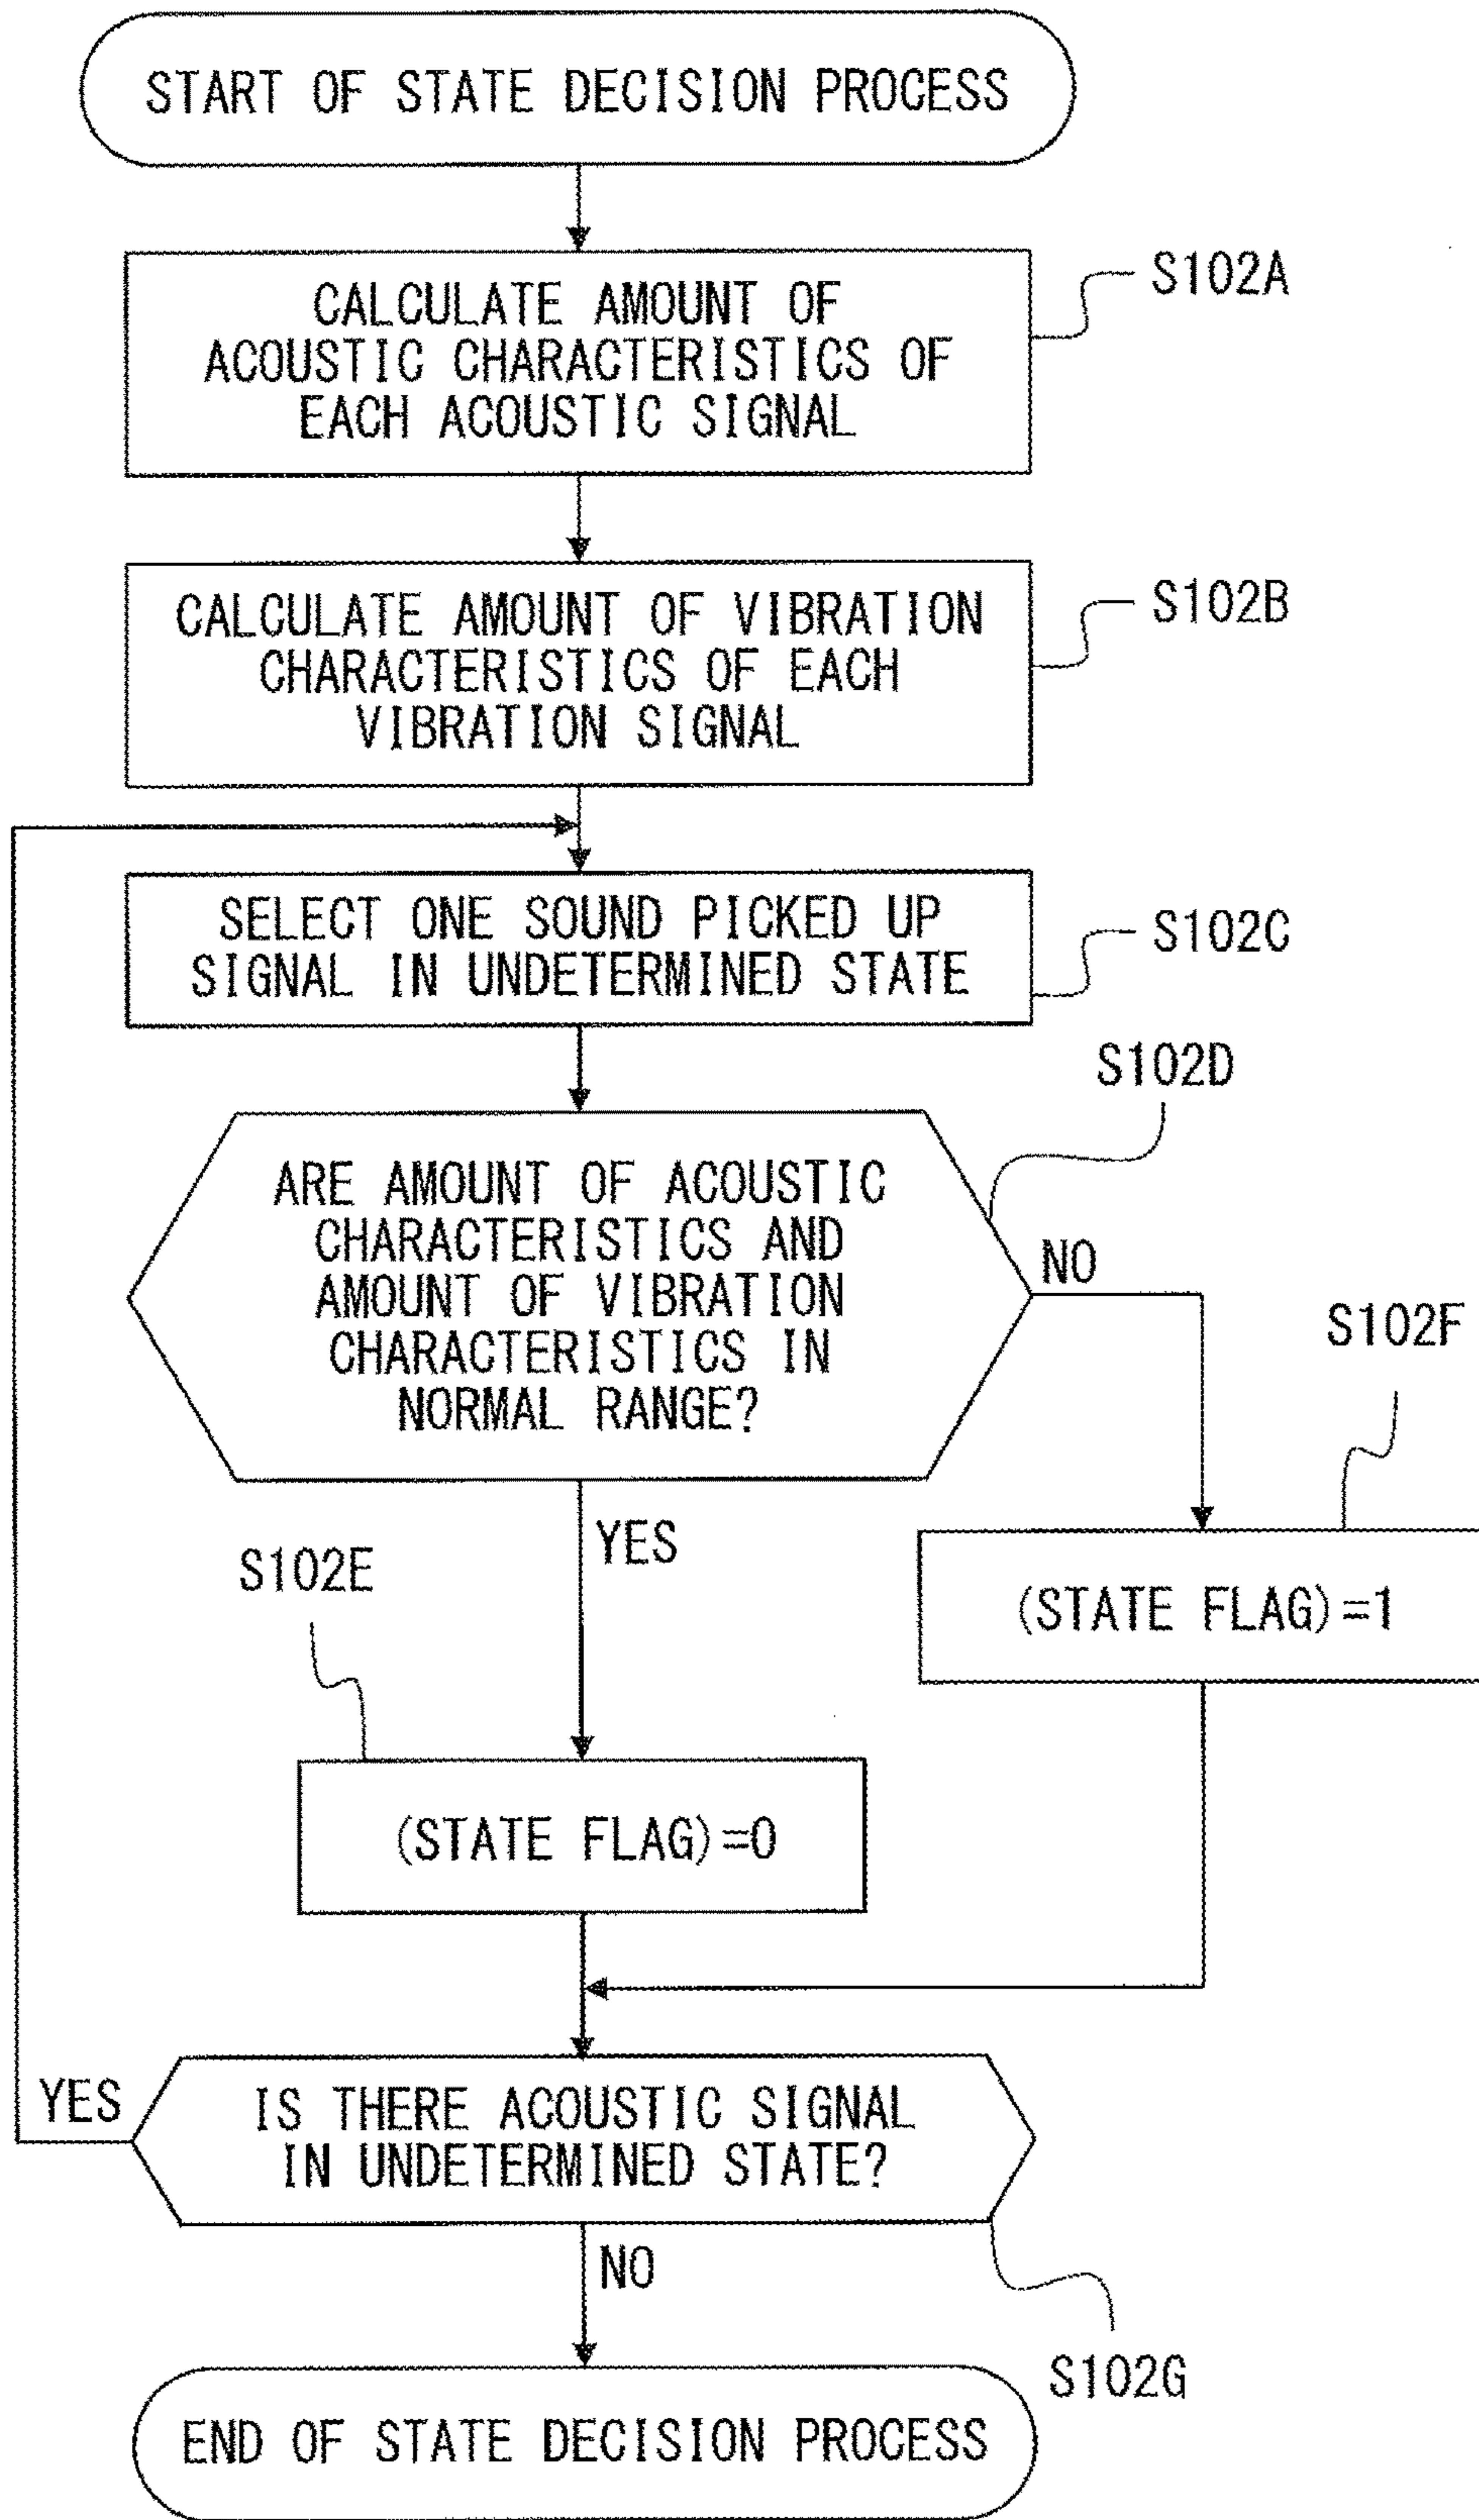 START OF STATE DECISION PROCESS
CALCULATE AMOUNT OF
ACOUSTIC CHARACTERISTICS OF
EACH ACOUSTIC SIGNAL
S102A
CALCULATE AMOUNT OF VIBRATION
CHARACTERISTICS OF EACH
VIBRATION SIGNAL
S102B
SELECT ONE SOUND PICKED UP
SIGNAL IN UNDETERMINED STATE
S102C
S102D
ARE AMOUNT OF ACOUSTIC
CHARACTERISTICS AND
AMOUNT OF VIBRATION
CHARACTERISTICS IN
NORMAL RANGE?
NO
S102F
YES
S102E
(STATE FLAG)=1
(STATE FLAG)=0
YES
IS THERE ACOUSTIC SIGNAL
IN UNDETERMINED STATE?
NO
S102G
END OF STATE DECISION PROCESS